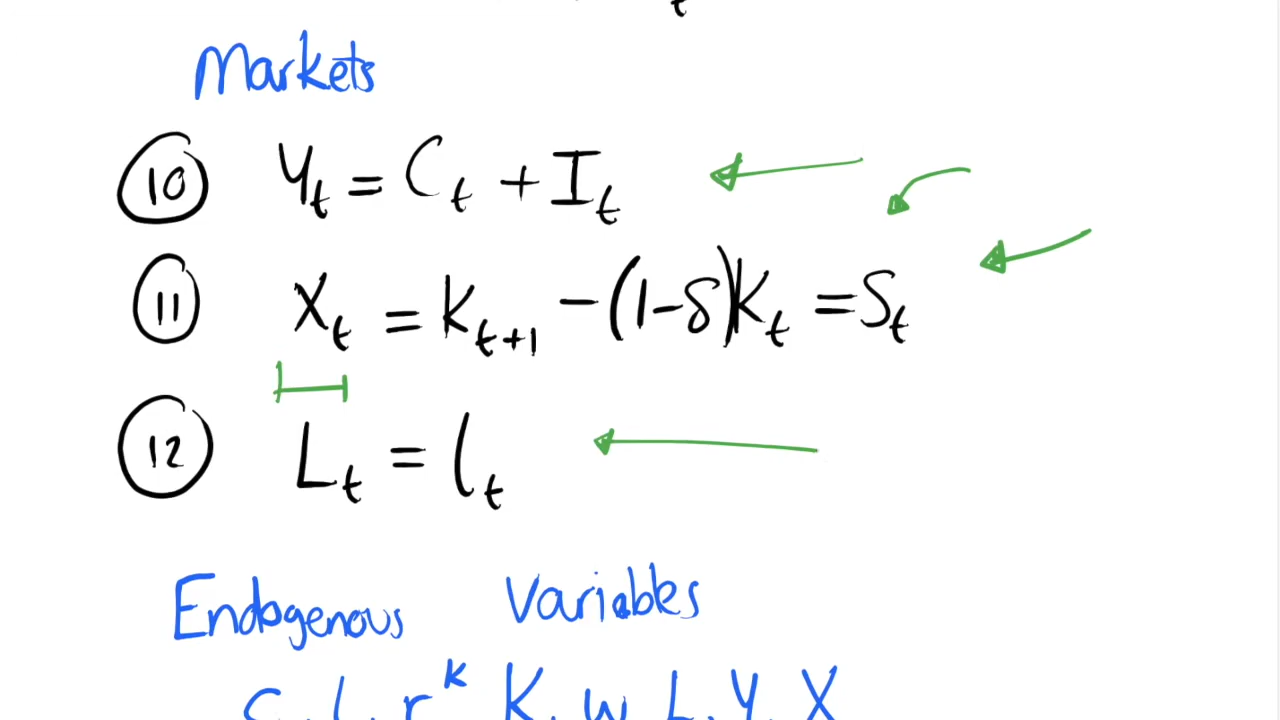 Markets
10 Yt = Ct + It
11 Xt = Kt+1 - (1-δ)Kt = St
12 Lt = lt
Endogenous Variables
K K, w, L, Y, X